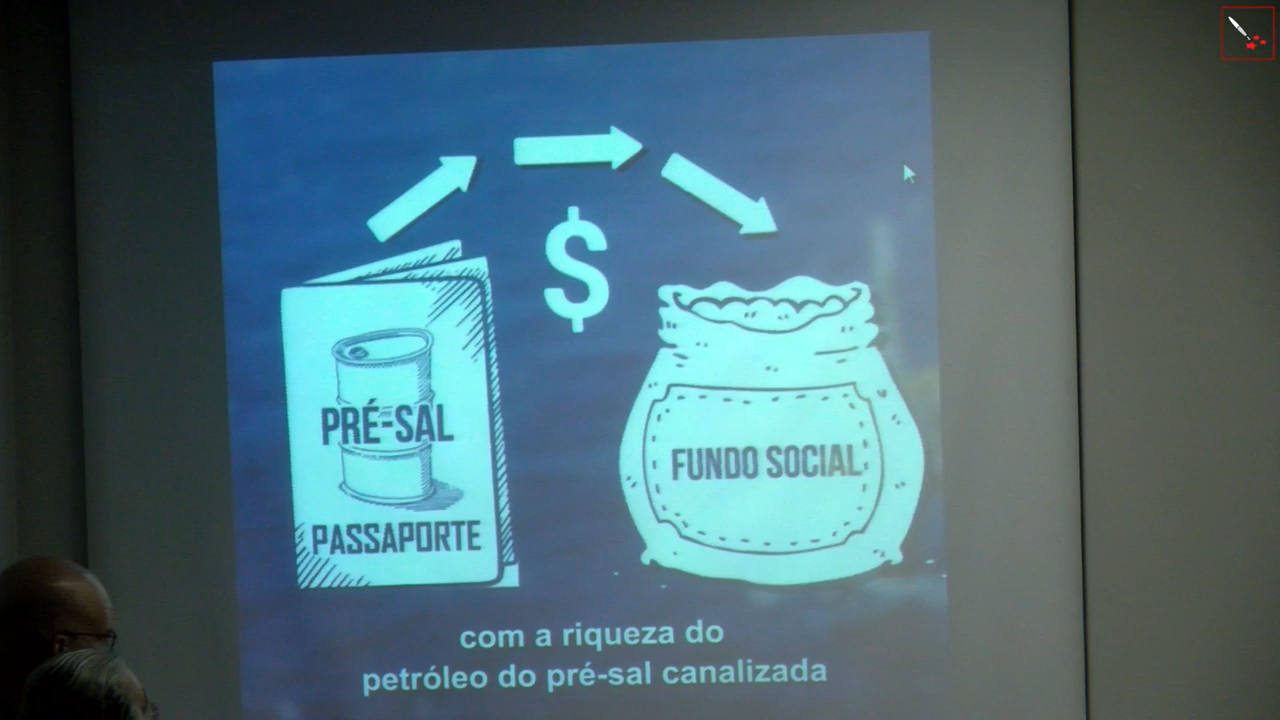 $
PRÉ-SAL
PASSAPORTE
FUNDO SOCIAL
com a riqueza do
petróleo do pré-sal canalizada